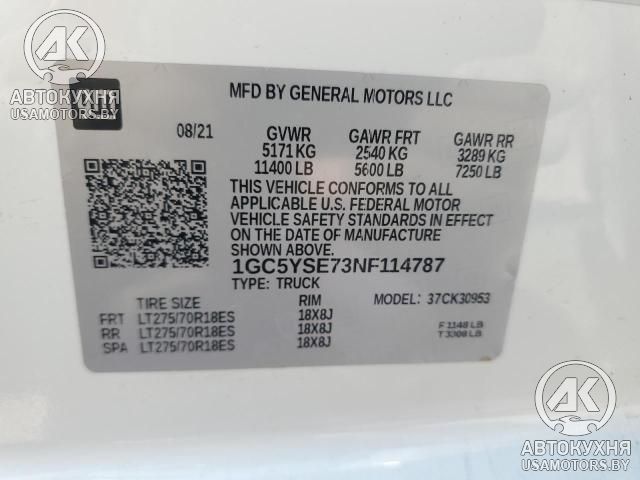 АК
АВТОКУХНЯ
USAMOTORS.BY
MFD BY GENERAL MOTORS LLC
08/21
GVWR GAWR FRT GAWR RR
5171 KG 2540 KG 3289 KG
11400 LB 5600 LB 7250 LB
THIS VEHICLE CONFORMS TO ALL
APPLICABLE U.S. FEDERAL MOTOR
VEHICLE SAFETY STANDARDS IN EFFECT
ON THE DATE OF MANUFACTURE
SHOWN ABOVE.
1GC5YSE73NF114787
TYPE: TRUCK MODEL: 37CK30953
TIRE SIZE RIM
FRT LT275/70R18ES 18X8J
RR LT275/70R18ES 18X8J
SPA LT275/70R18ES 18X8J
F 1148 LB
T 3308 LB
АК
АВТОКУХНЯ
USAMOTORS.BY